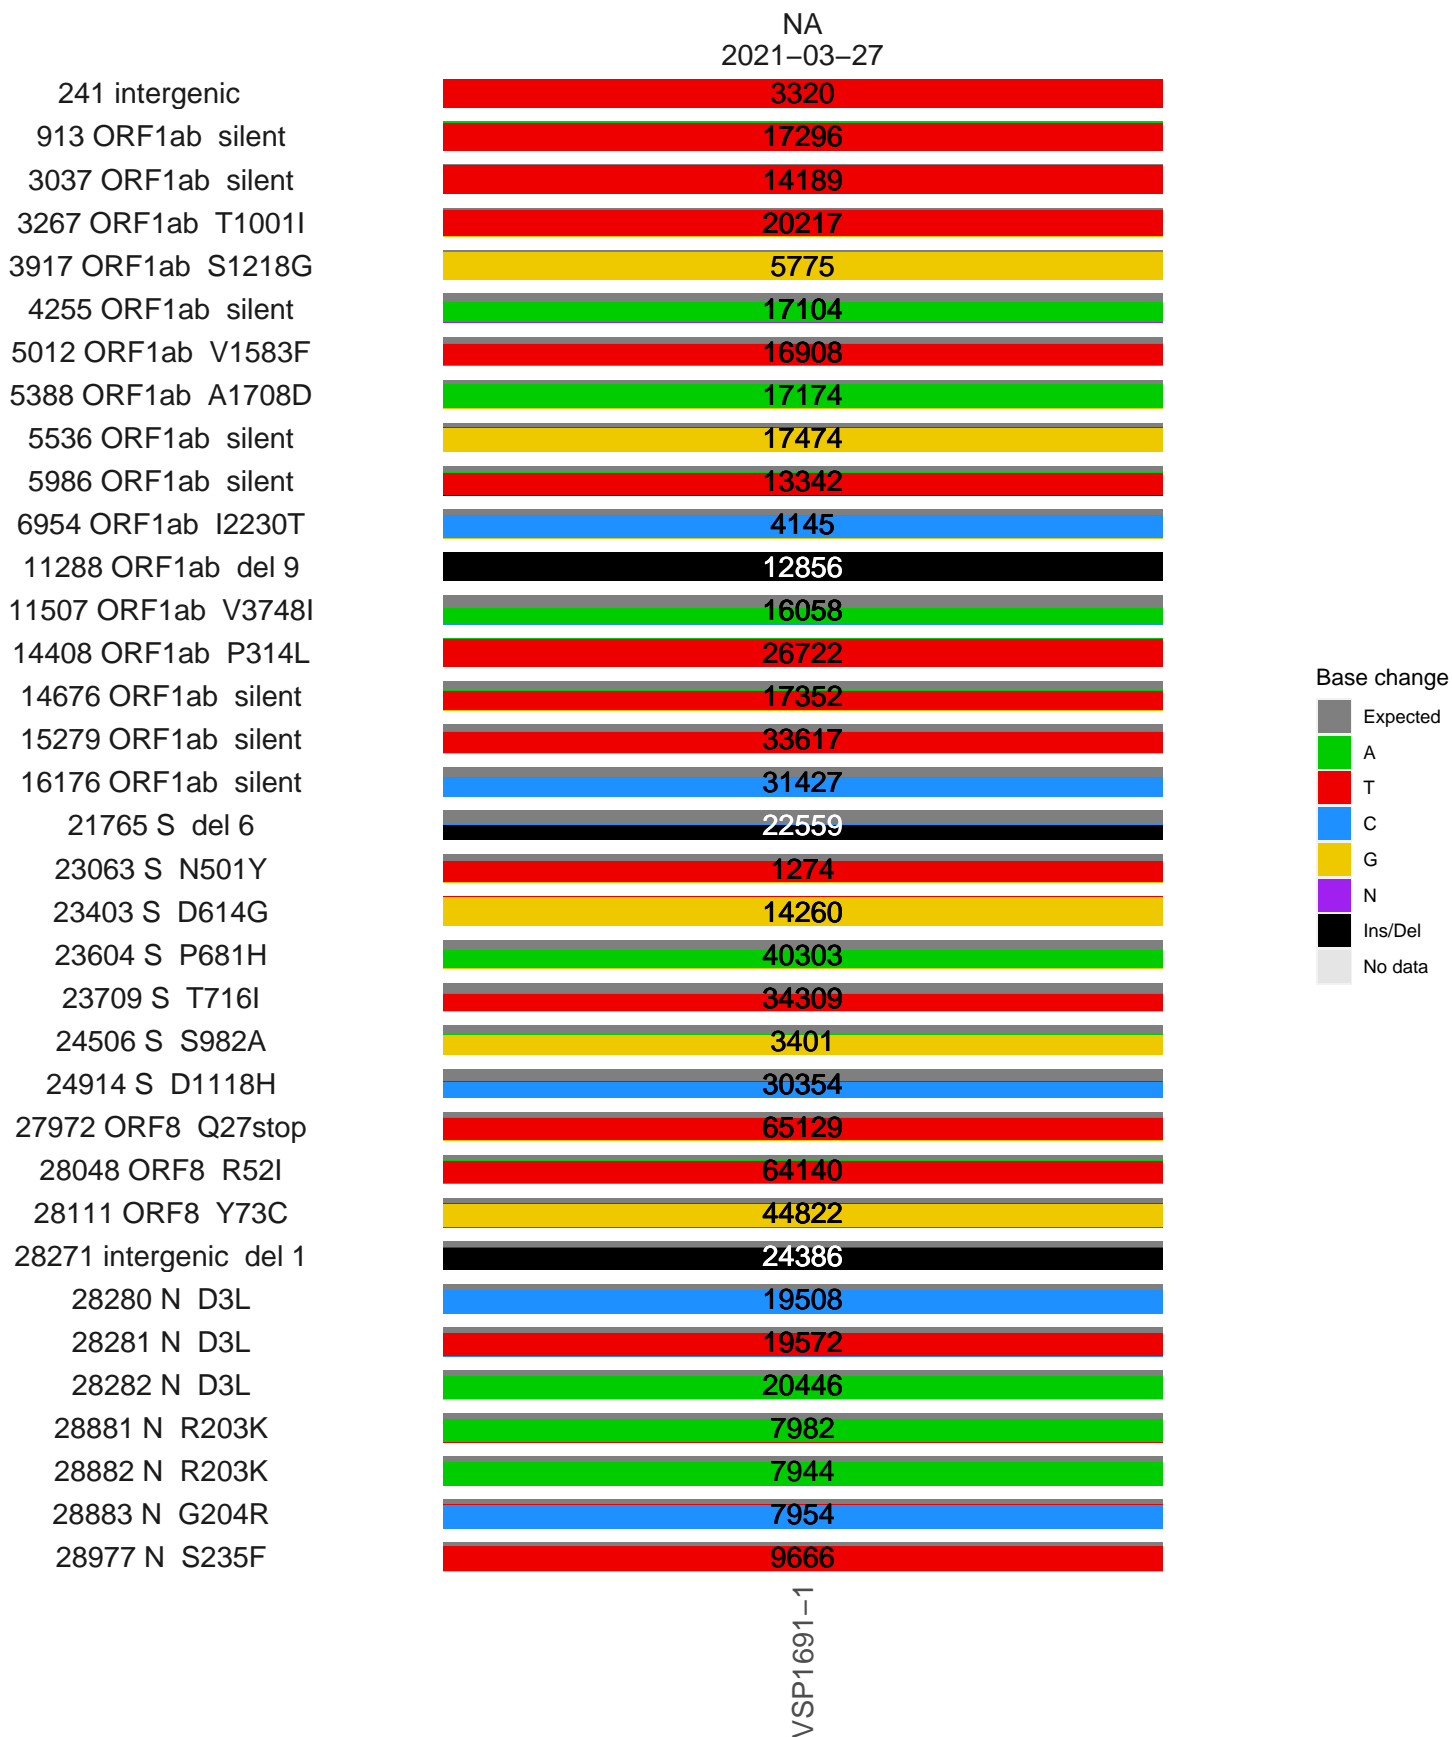 NA
2021−03−27
241 intergenic 3320
913 ORF1ab silent 17296
3037 ORF1ab silent 14189
3267 ORF1ab T1001I 20217
3917 ORF1ab S1218G 5775
4255 ORF1ab silent 17104
5012 ORF1ab V1583F 16908
5388 ORF1ab A1708D 17174
5536 ORF1ab silent 17474
5986 ORF1ab silent 13342
6954 ORF1ab I2230T 4145
11288 ORF1ab del 9 12856
11507 ORF1ab V3748I 16058
14408 ORF1ab P314L 26722
14676 ORF1ab silent 17352
15279 ORF1ab silent 33617
16176 ORF1ab silent 31427
21765 S del 6 22559
23063 S N501Y 1274
23403 S D614G 14260
23604 S P681H 40303
23709 S T716I 34309
24506 S S982A 3401
24914 S D1118H 30354
27972 ORF8 Q27stop 65129
28048 ORF8 R52I 64140
28111 ORF8 Y73C 44822
28271 intergenic del 1 24386
28280 N D3L 19508
28281 N D3L 19572
28282 N D3L 20446
28881 N R203K 7982
28882 N R203K 7944
28883 N G204R 7954
28977 N S235F 9666
VSP1691−1
Base change
Expected
A
T
C
G
N
Ins/Del
No data